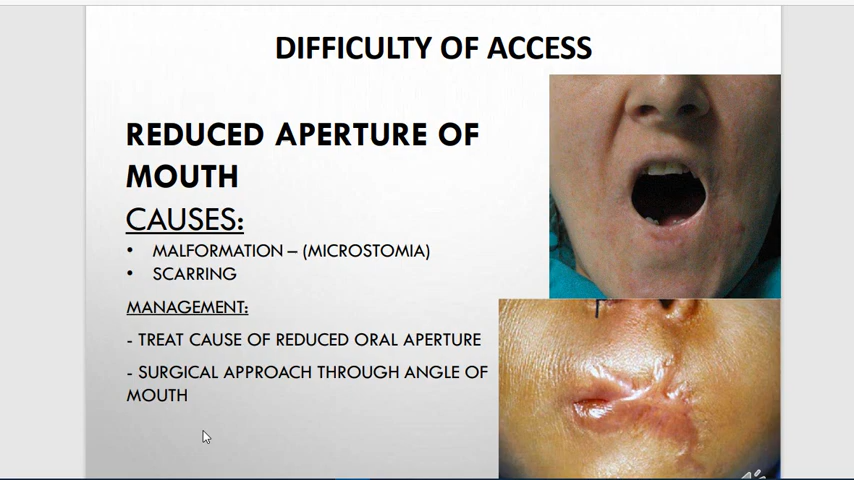 DIFFICULTY OF ACCESS
REDUCED APERTURE OF
MOUTH
CAUSES:
• MALFORMATION – (MICROSTOMIA)
• SCARRING
MANAGEMENT:
- TREAT CAUSE OF REDUCED ORAL APERTURE
- SURGICAL APPROACH THROUGH ANGLE OF
MOUTH